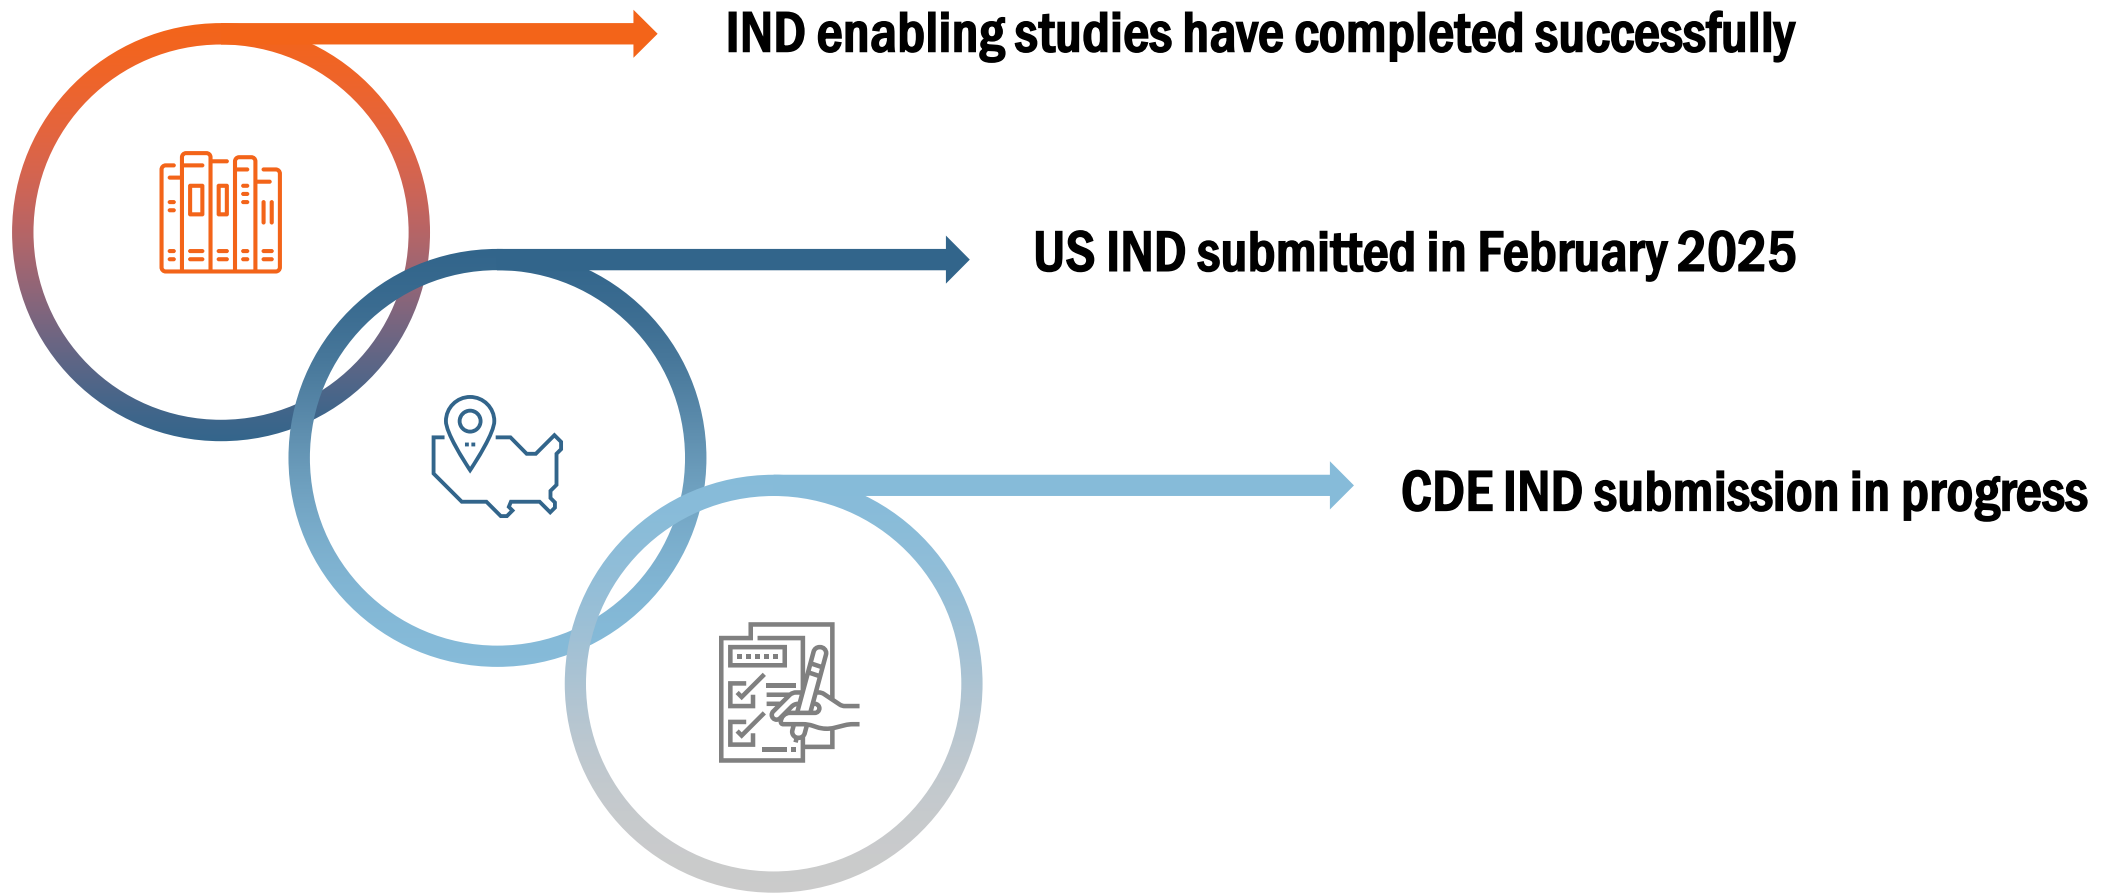 IND enabling studies have completed successfully
US IND submitted in February 2025
CDE IND submission in progress